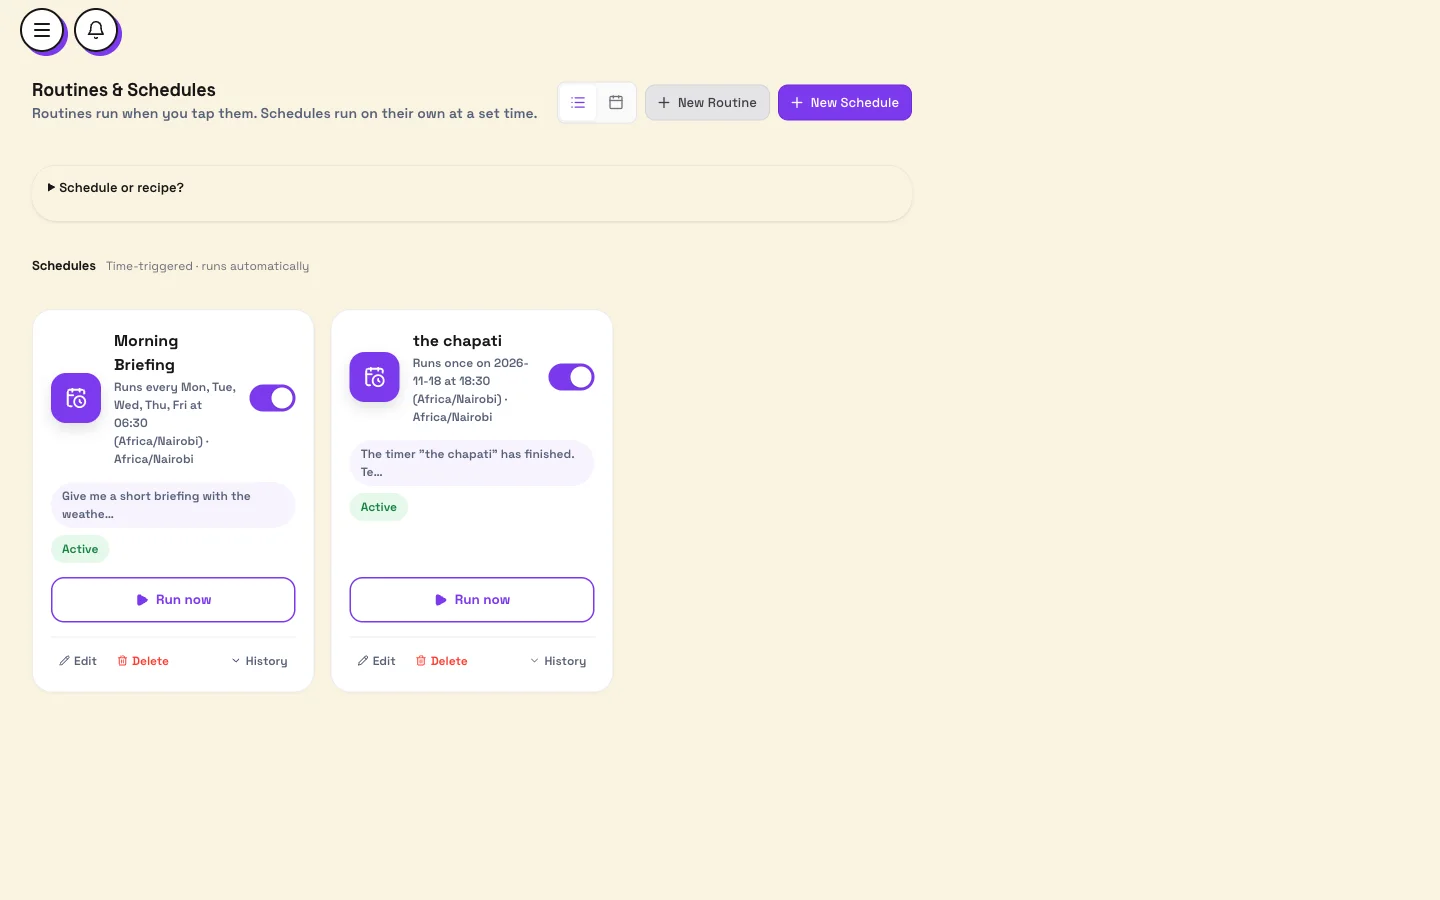 Routines & Schedules
Routines run when you tap them. Schedules run on their own at a set time.
New Routine
New Schedule
Schedule or recipe?
Schedules Time-triggered · runs automatically
Morning
Briefing
Runs every Mon, Tue,
Wed, Thu, Fri at
06:30
(Africa/Nairobi) ·
Africa/Nairobi
Give me a short briefing with the
weathe...
Active
Run now
Edit Delete History
the chapati
Runs once on 2026-
11-18 at 18:30
(Africa/Nairobi) ·
Africa/Nairobi
The timer "the chapati" has finished.
Te...
Active
Run now
Edit Delete History